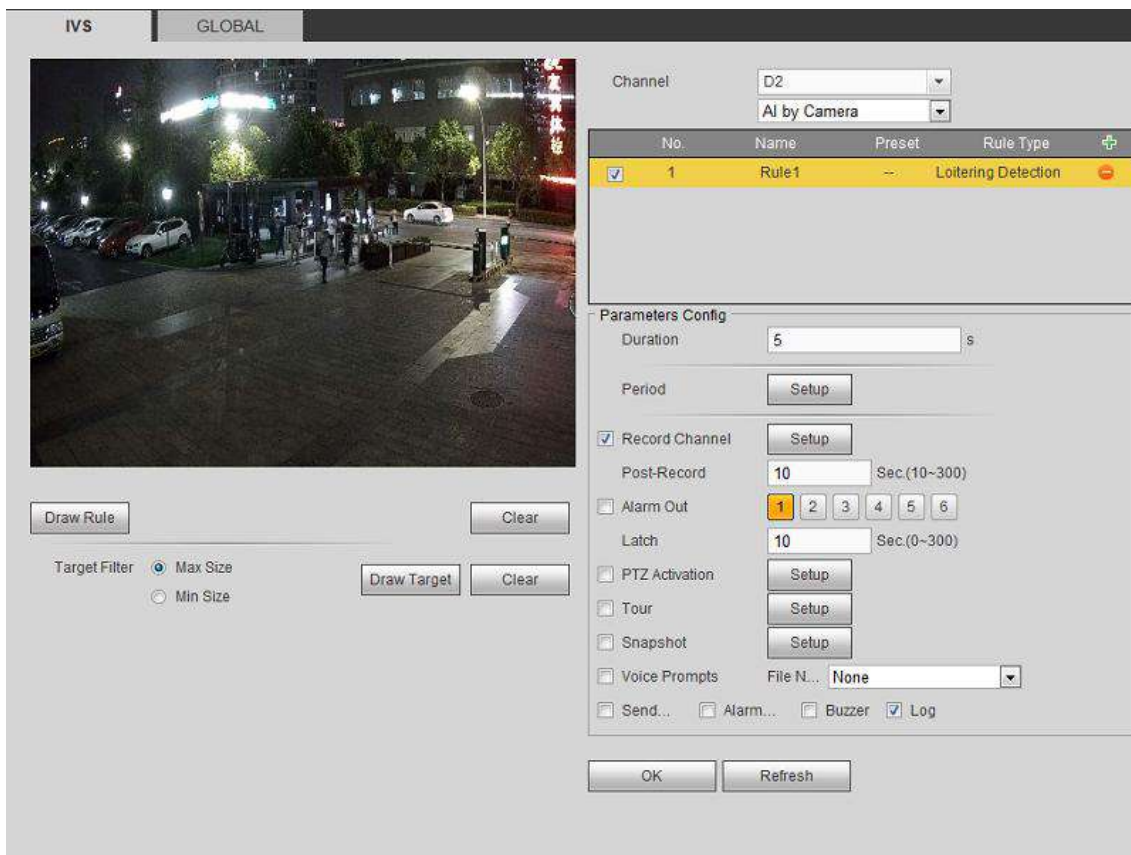 IVS GLOBAL
Channel D2
AI by Camera
No. Name Preset Rule Type
1 Rule1 -- Loitering Detection
Parameters Config
Duration 5 s
Period Setup
Record Channel Setup
Post-Record 10 Sec.(10~300)
Alarm Out 1 2 3 4 5 6
Latch 10 Sec.(0~300)
PTZ Activation Setup
Tour Setup
Snapshot Setup
Voice Prompts File N... None
Send... Alarm... Buzzer Log
OK Refresh
Draw Rule Clear
Target Filter Max Size Draw Target Clear
Min Size